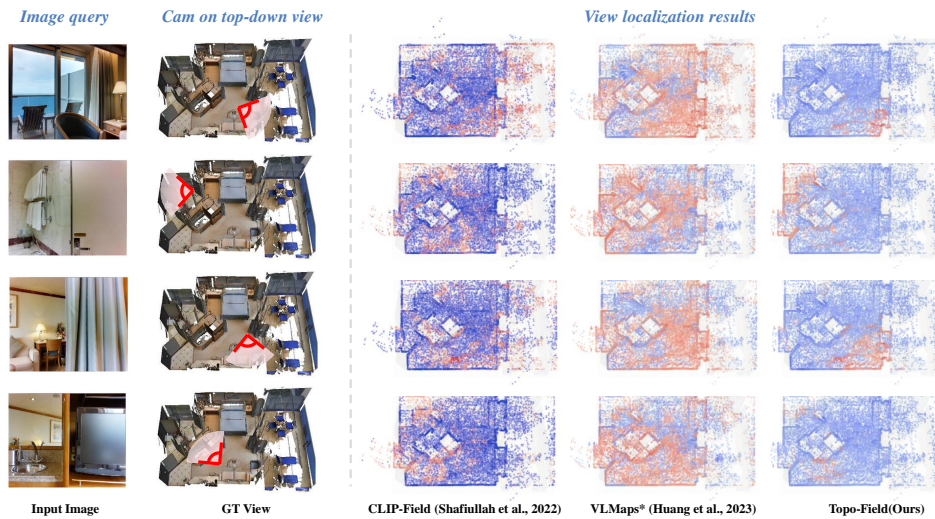 Image query
Cam on top-down view
View localization results
Input Image
GT View
CLIP-Field (Shafiullah et al., 2022)
VLMaps* (Huang et al., 2023)
Topo-Field(Ours)